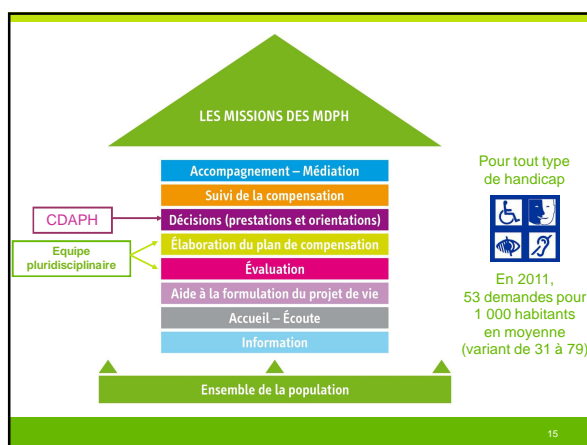 LES MISSIONS DES MDPH
Accompagnement – Médiation
Suivi de la compensation
CDAPH
Décisions (prestations et orientations)
Equipe
pluridisciplinaire
Élaboration du plan de compensation
Évaluation
Aide à la formulation du projet de vie
Accueil – Écoute
Information
Ensemble de la population
Pour tout type
de handicap
En 2011,
53 demandes pour
1 000 habitants
en moyenne
(variant de 31 à 79)
15